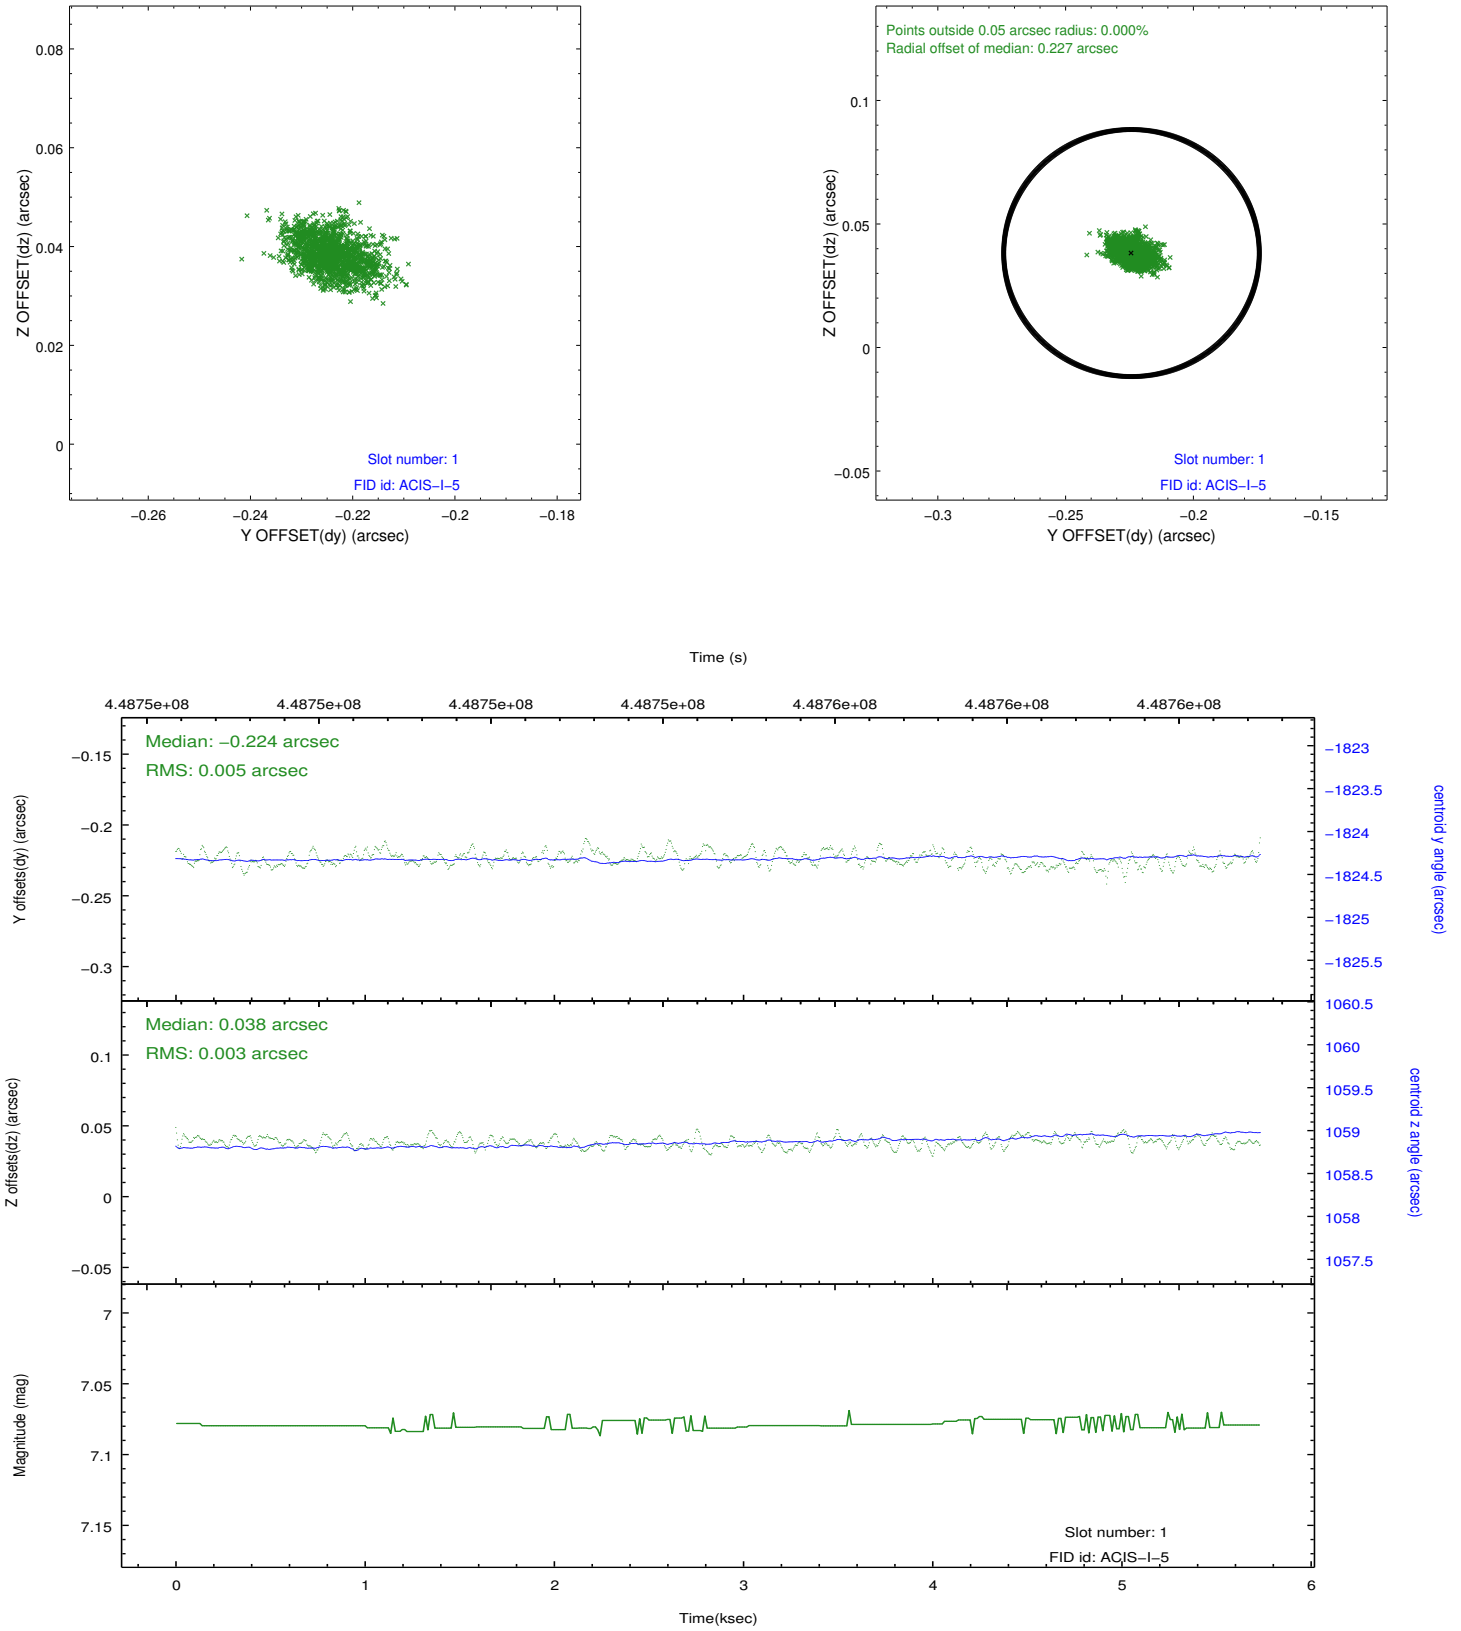 Points outside 0.05 arcsec radius: 0.000%
Radial offset of median: 0.227 arcsec
0.08
0.06
0.04
0.02
0
Z OFFSET(dz) (arcsec)
Slot number: 1
FID id: ACIS−I−5
−0.26 −0.24 −0.22 −0.2 −0.18
Y OFFSET(dy) (arcsec)
0.1
0.05
0
−0.05
Z OFFSET(dz) (arcsec)
Slot number: 1
FID id: ACIS−I−5
−0.3 −0.25 −0.2 −0.15
Y OFFSET(dy) (arcsec)
Time (s)
4.4875e+08 4.4875e+08 4.4875e+08 4.4875e+08 4.4876e+08 4.4876e+08 4.4876e+08
Median: −0.224 arcsec
RMS: 0.005 arcsec
−0.15
−0.2
−0.25
−0.3
Y offsets(dy) (arcsec)
−1823
−1823.5
−1824
−1824.5
−1825
−1825.5
centroid y angle (arcsec)
Median: 0.038 arcsec
RMS: 0.003 arcsec
0.1
0.05
0
−0.05
Z offsets(dz) (arcsec)
1060.5
1060
1059.5
1059
1058.5
1058
1057.5
centroid z angle (arcsec)
7
7.05
7.1
7.15
Magnitude (mag)
Slot number: 1
FID id: ACIS−I−5
0 1 2 3 4 5 6
Time(ksec)